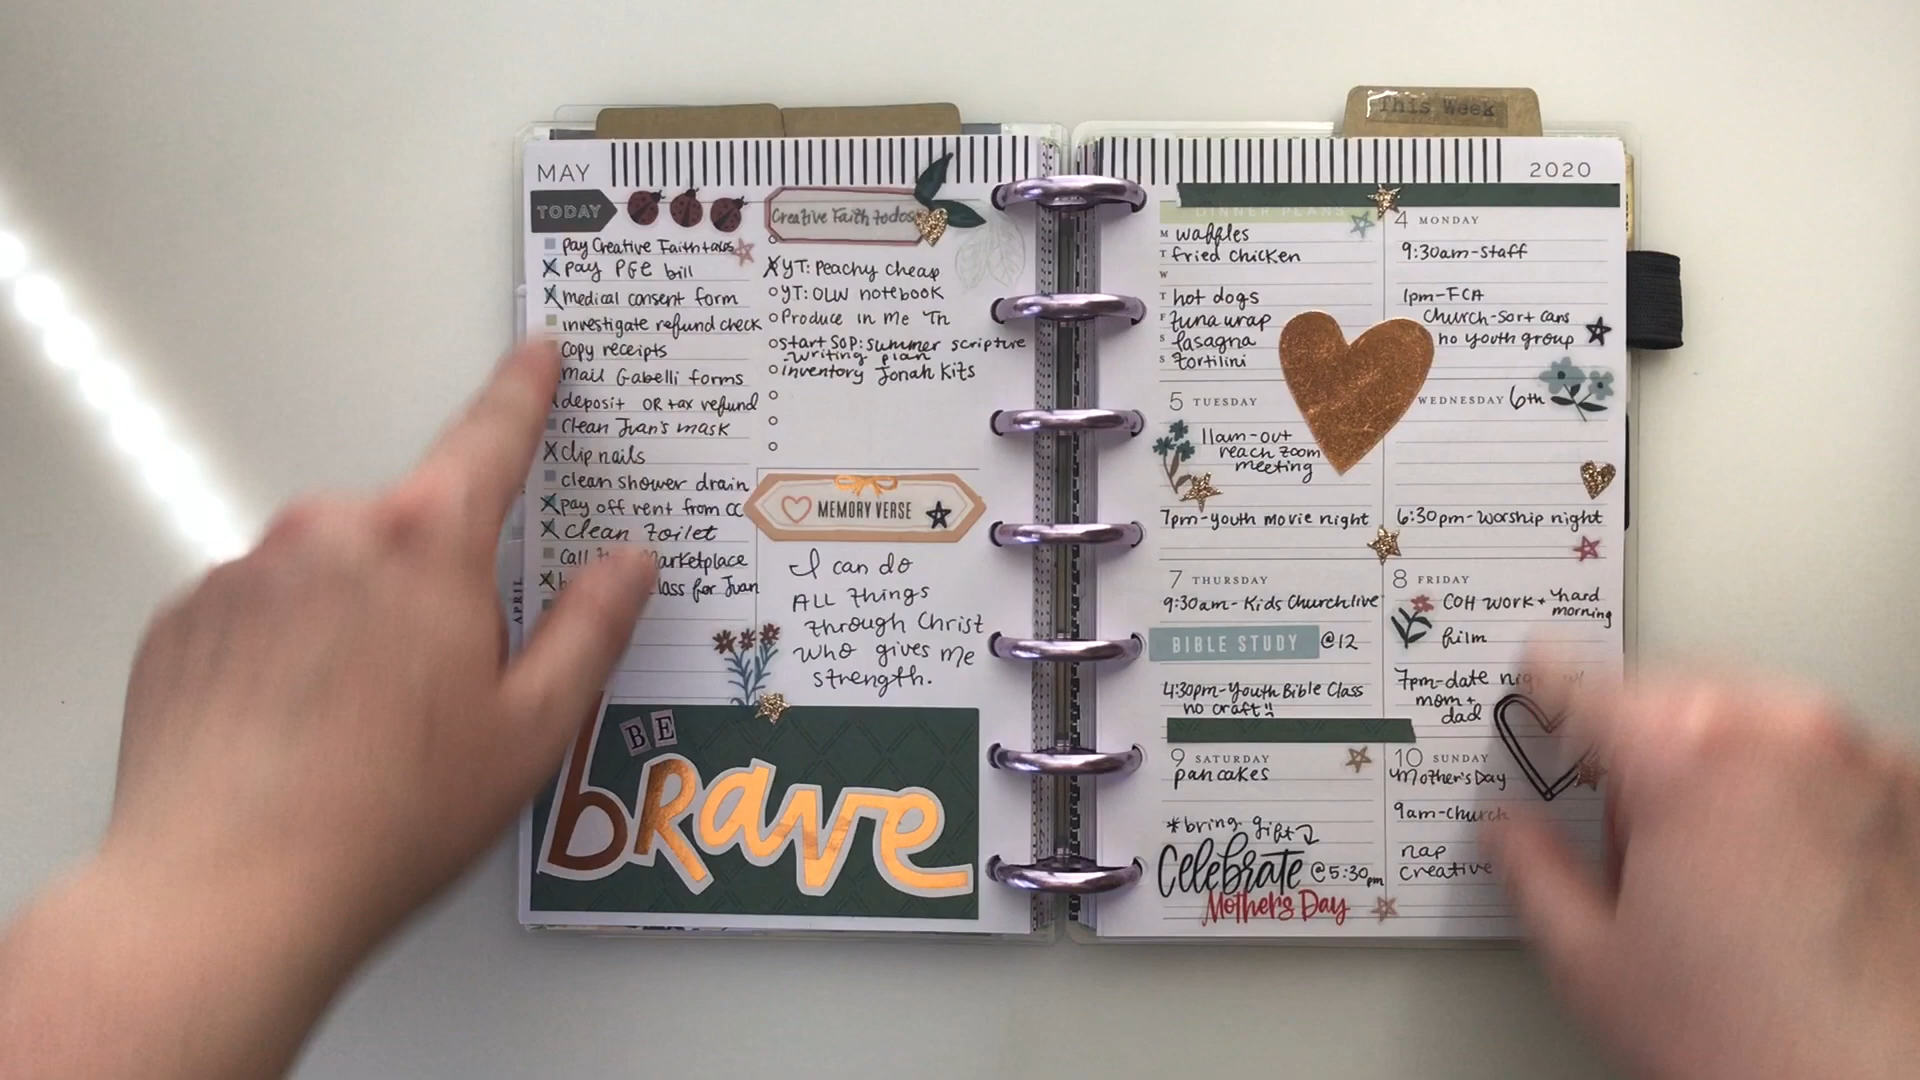 This Week
MAY
TODAY
pay Creative Faith taxes
pay PGE bill
medical consent form
investigate refund check
copy receipts
mail Gabelli forms
deposit OR tax refund
clean Juan's mask
clip nails
clean shower drain
pay off vent from CC
clean toilet
call Marketplace
class for Juan
APRIL
Creative Faith todos
YT: Peachy cheap
YT: OLW notebook
Produce in me Tn
Start SOP: summer scripture
-writing plan
inventory Jonah Kits
MEMORY VERSE
I can do
ALL things
through Christ
who gives me
strength.
BE
bRave
2020
DINNER PLANS
M waffles
T fried chicken
W
T hot dogs
F tuna wrap
S lasagna
S tortilini
4 MONDAY
9:30am-staff
1pm-FCA
Church-sort cans
no youth group
5 TUESDAY
11am-out
reach zoom
meeting
7pm-youth movie night
WEDNESDAY 6th
6:30pm-worship night
7 THURSDAY
9:30am-Kids Church live
BIBLE STUDY @12
4:30pm-Youth Bible Class
no craft!!
8 FRIDAY
COH work + *hard
morning
film
7pm-date
mom +
dad
9 SATURDAY
pancakes
*bring gift
Celebrate @5:30pm
Mother's Day
10 SUNDAY
Mother's Day
9am-church
nap
creative